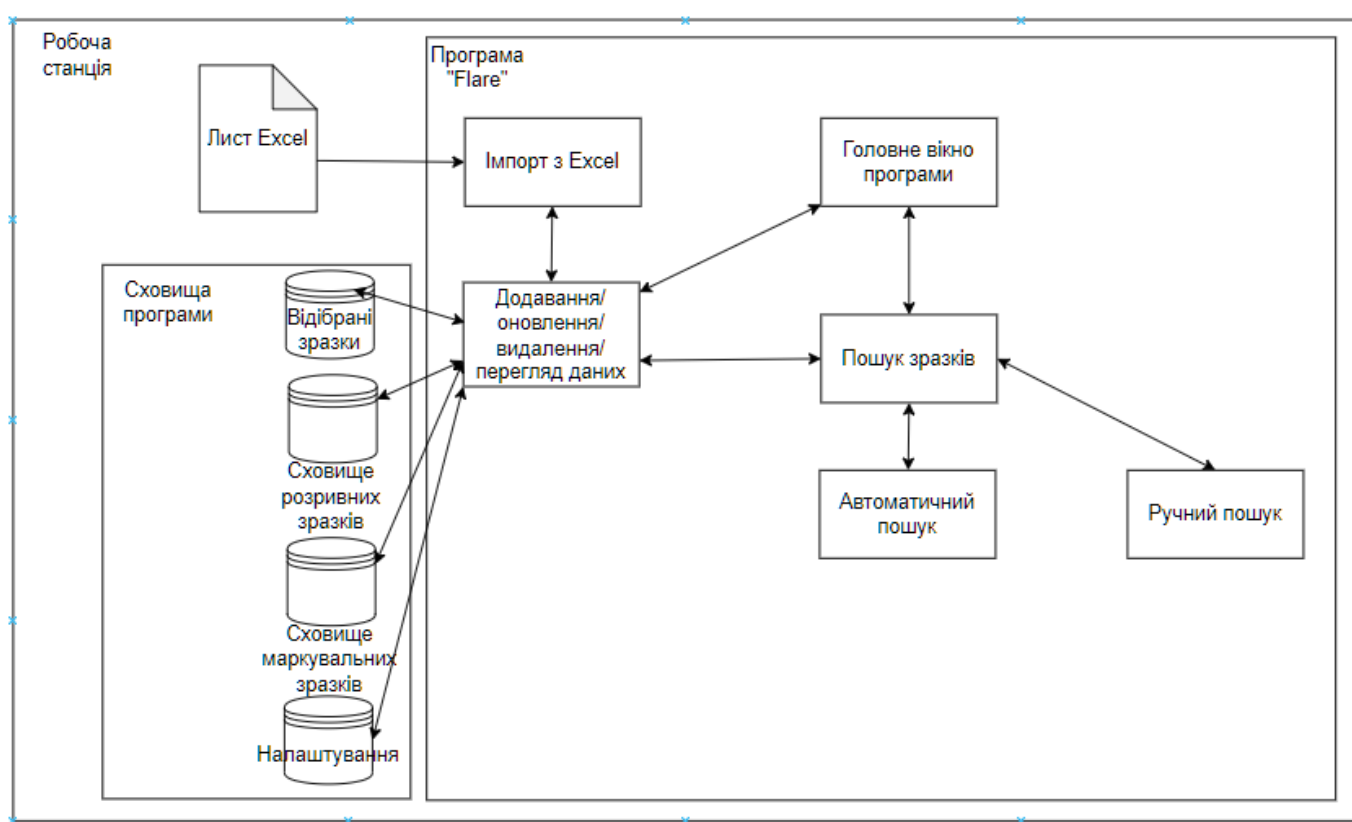 Робоча
станція
Лист Excel
Програма
"Flare"
Імпорт з Excel
Головне вікно
програми
Сховища
програми
Відібрані
зразки
Сховище
розривних
зразків
Сховище
маркувальних
зразків
Налаштування
Додавання/
оновлення/
видалення/
перегляд даних
Пошук зразків
Автоматичний
пошук
Ручний пошук